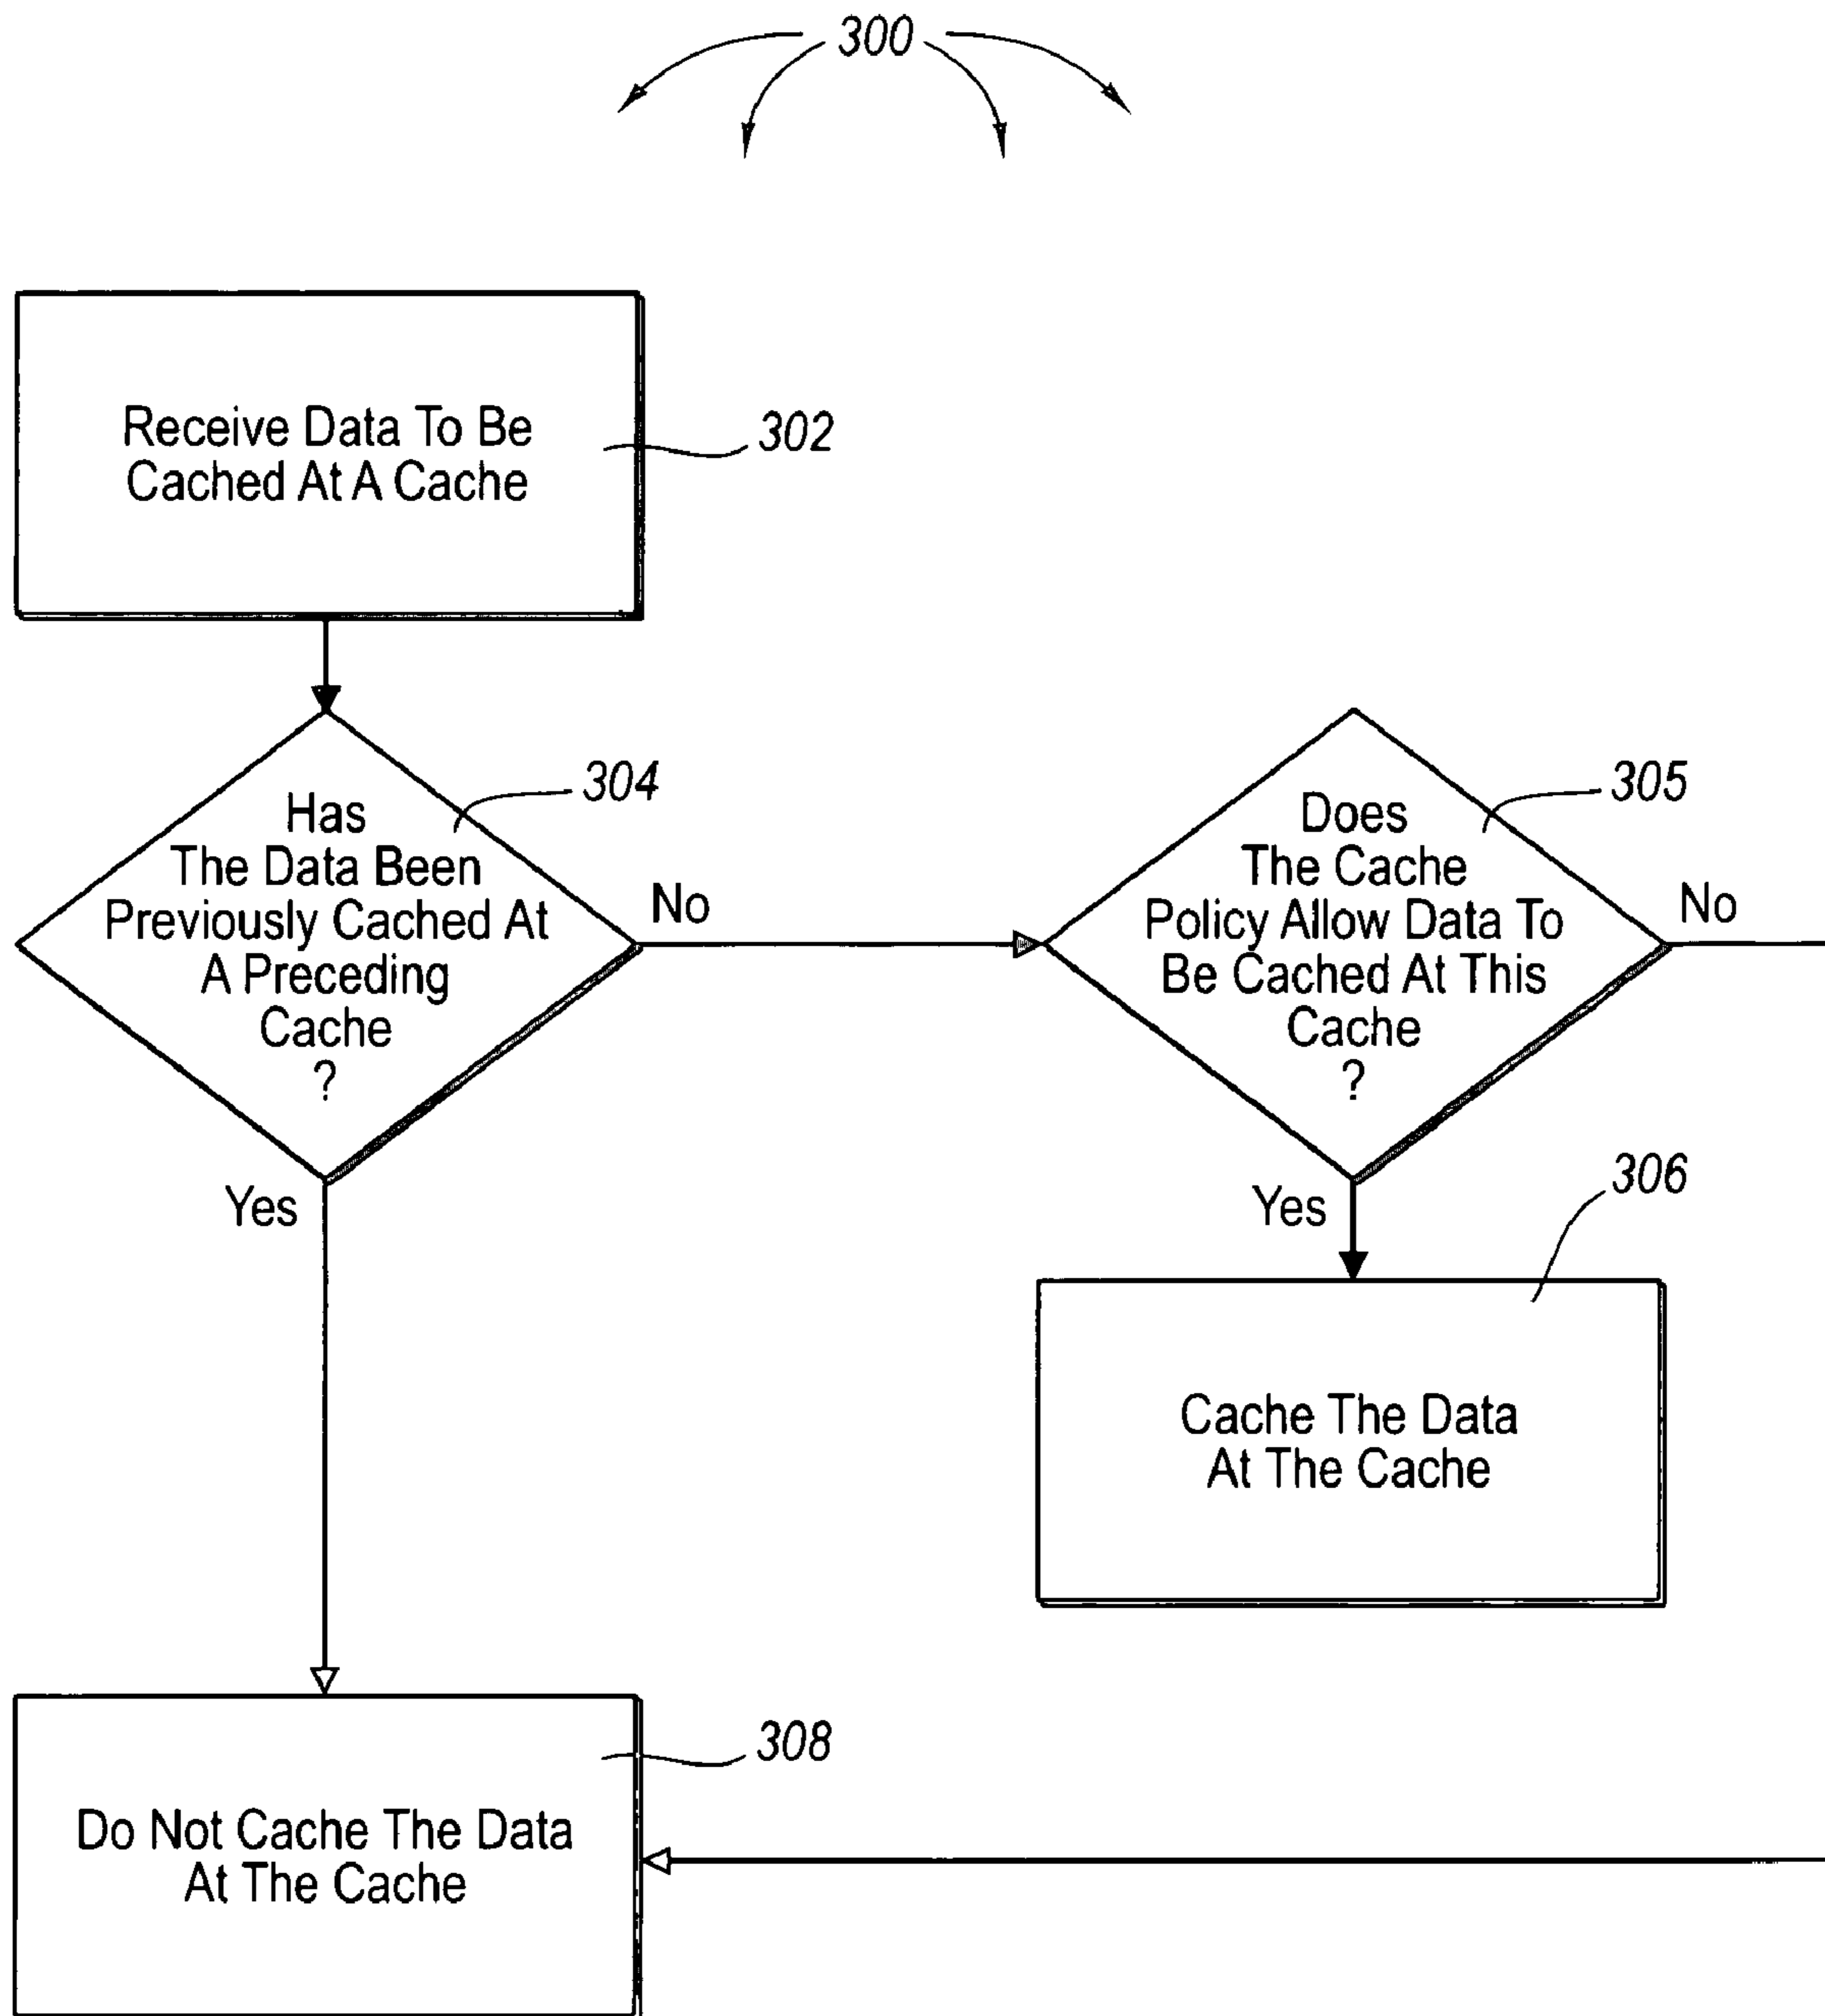 300
Receive Data To Be
Cached At A Cache
302
Has
The Data Been
Previously Cached At
A Preceding
Cache
?
304
No
Yes
Does
The Cache
Policy Allow Data To
Be Cached At This
Cache
?
305
No
Yes
306
Cache The Data
At The Cache
308
Do Not Cache The Data
At The Cache